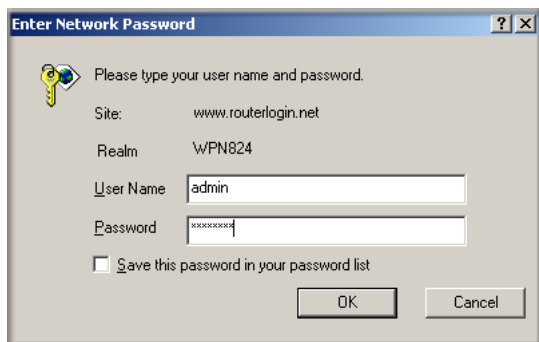 Enter Network Password
Please type your user name and password.
Site: www.routerlogin.net
Realm WPN824
User Name admin
Password ********
Save this password in your password list
OK Cancel